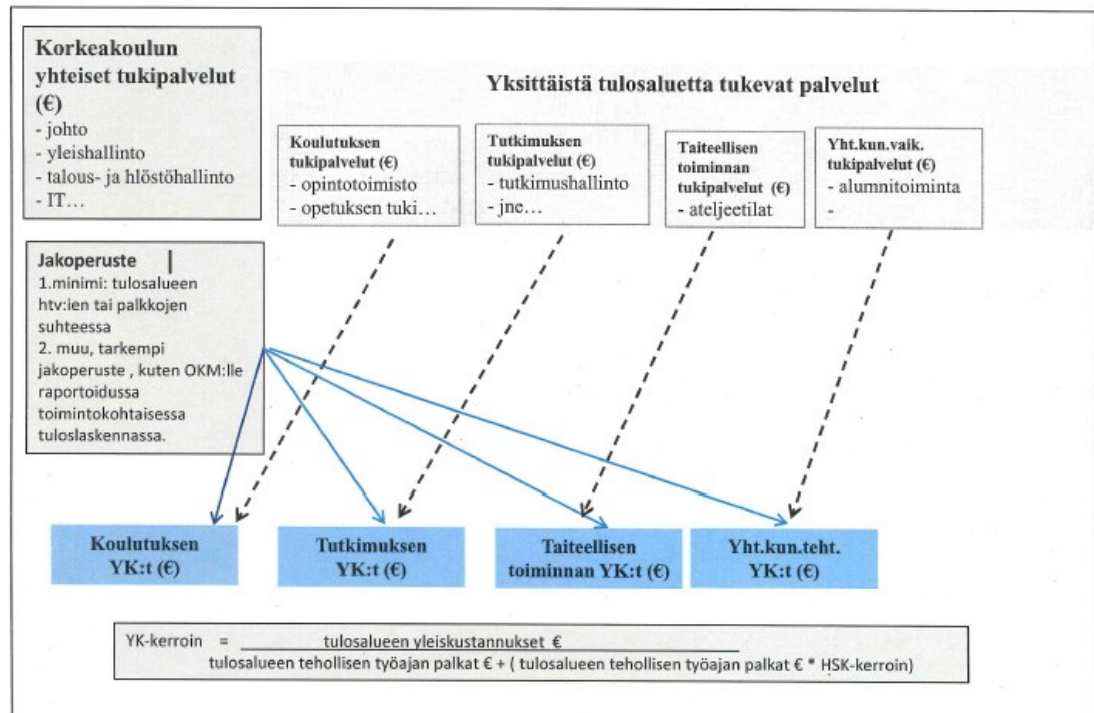 Korkeakoulun
yhteiset tukipalvelut
(€)
- johto
- yleishallinto
- talous- ja hlöstöhallinto
- IT…
Yksittäistä tulosaluetta tukevat palvelut
Koulutuksen
tukipalvelut (€)
- opintotoimisto
- opetuksen tuki…
Tutkimuksen
tukipalvelut (€)
- tutkimushallinto
- jne…
Taiteellisen
toiminnan
tukipalvelut (€)
- ateljeetilat
Yht.kun.vaik.
tukipalvelut (€)
- alumnitoiminta
-
Jakoperuste
1.minimi: tulosalueen
htv:ien tai palkkojen
suhteessa
2. muu, tarkempi
jakoperuste , kuten OKM:lle
raportoidussa
toimintokohtaisessa
tuloslaskennassa.
Koulutuksen
YK:t (€)
Tutkimuksen
YK:t (€)
Taiteellisen
toiminnan YK:t (€)
Yht.kun.teht.
YK:t (€)
YK-kerroin = tulosalueen yleiskustannukset €
tulosalueen tehollisen työajan palkat € + ( tulosalueen tehollisen työajan palkat € * HSK-kerroin)